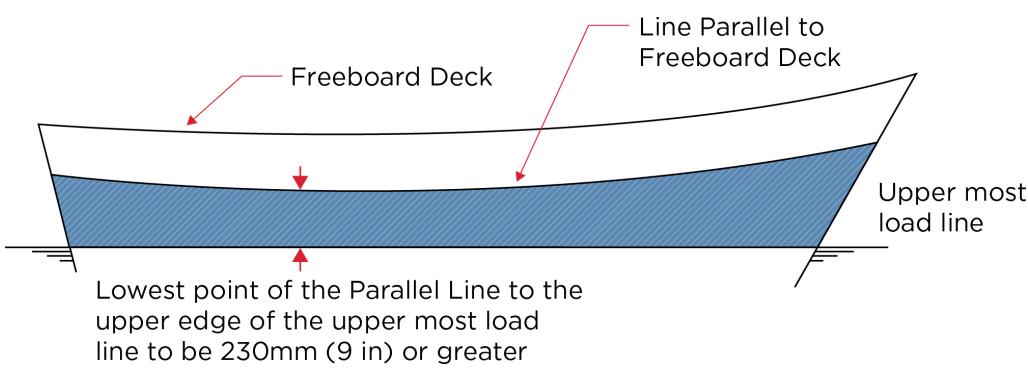 Line Parallel to
Freeboard Deck
Freeboard Deck
Upper most
load line
Lowest point of the Parallel Line to the
upper edge of the upper most load
line to be 230mm (9 in) or greater